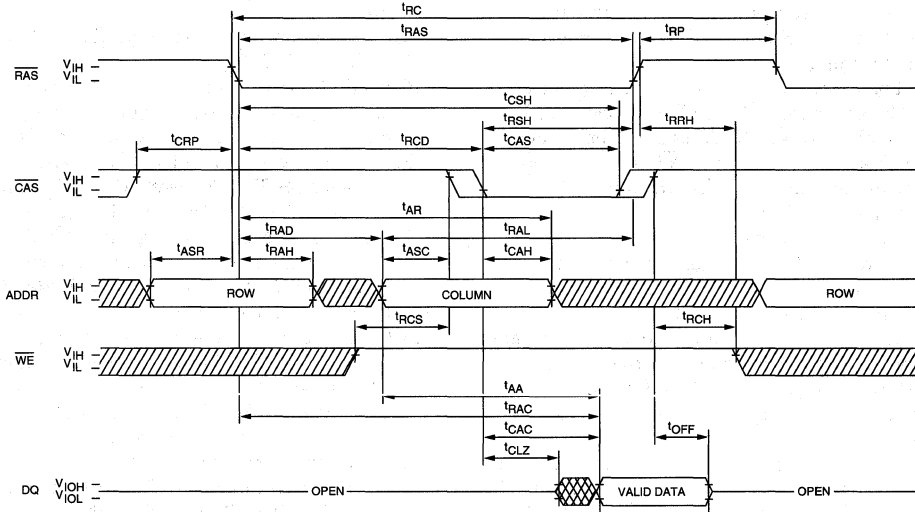 tRC
tRAS
tRP
RAS
VIH
VIL
tCSH
tRSH
tRRH
tCRP
tRCD
tCAS
CAS
VIH
VIL
tAR
tRAD
tRAL
tASR
tRAH
tASC
tCAH
ADDR
VIH
VIL
ROW
COLUMN
ROW
tRCS
tRCH
WE
VIH
VIL
tAA
tRAC
tCAC
tOFF
tCLZ
DQ
VIOH
VIOL
OPEN
VALID DATA
OPEN